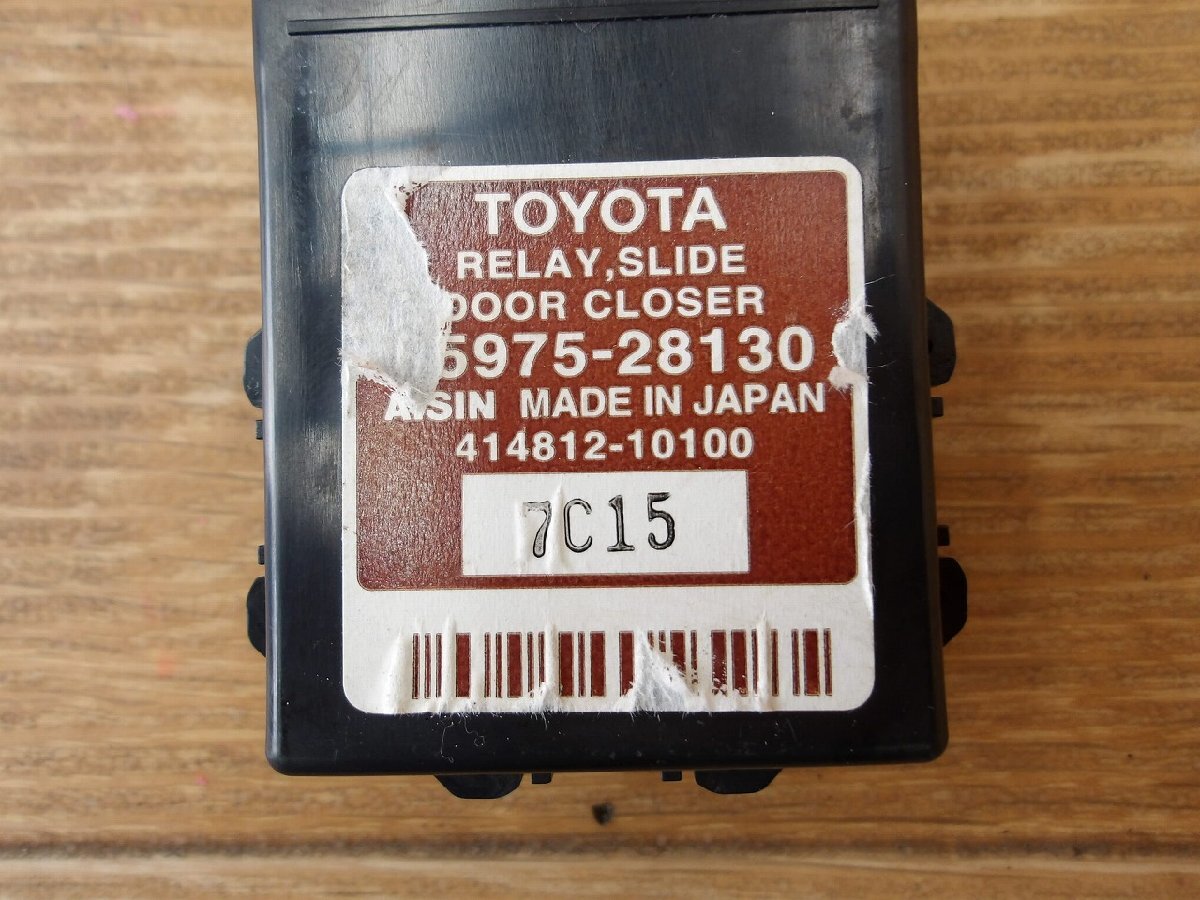 TOYOTA
RELAY,SLIDE
DOOR CLOSER
5975-28130
AISIN MADE IN JAPAN
414812-10100
7C15